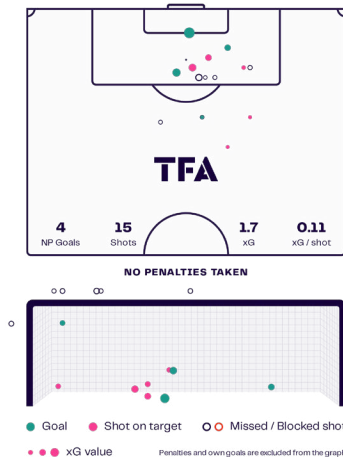 TFA
4 15 1.7 0.11
NP Goals Shots xG xG / shot
NO PENALTIES TAKEN
Goal Shot on target Missed / Blocked shot
xG value Penalties and own goals are excluded from the graph